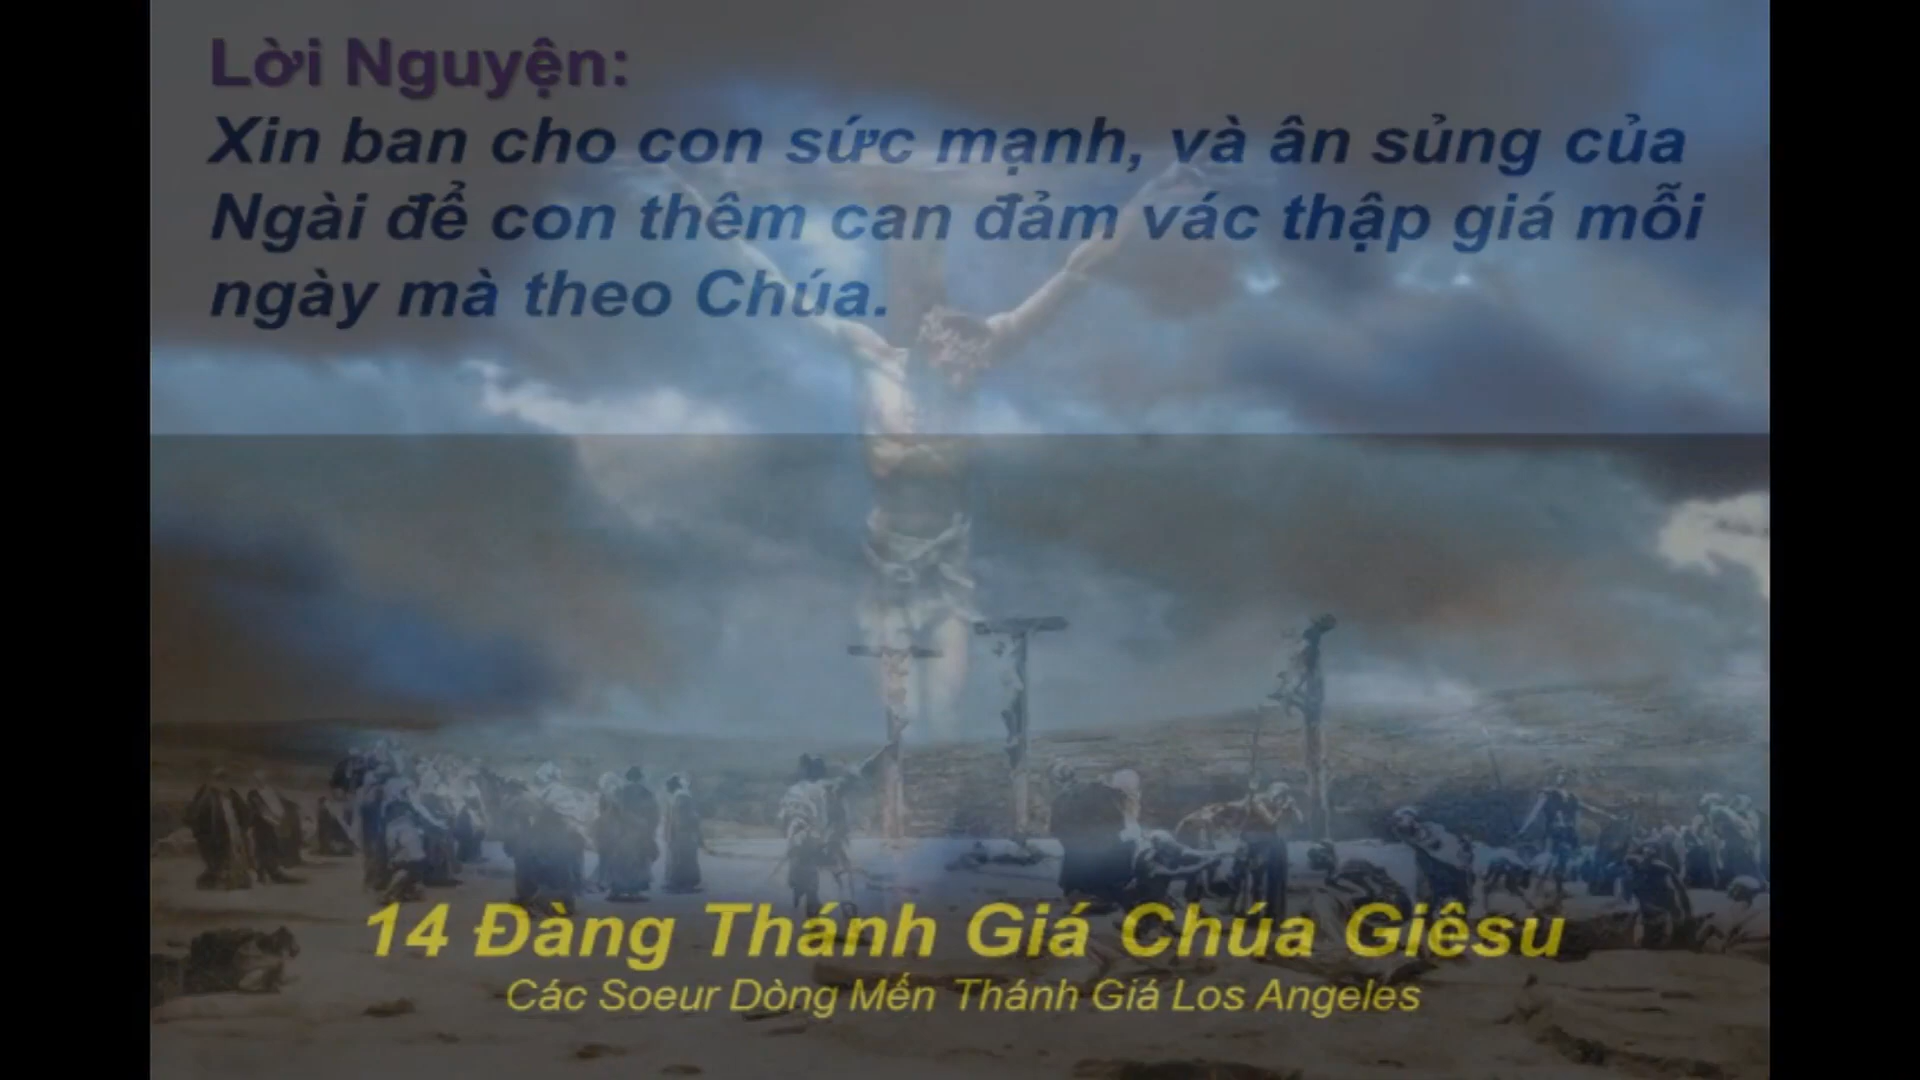 Lời Nguyện:
Xin ban cho con sức mạnh, và ân sủng của
Ngài để con thêm can đảm vác thập giá mỗi
ngày mà theo Chúa.
14 Đàng Thánh Giá Chúa Giêsu
Các Soeur Dòng Mến Thánh Giá Los Angeles